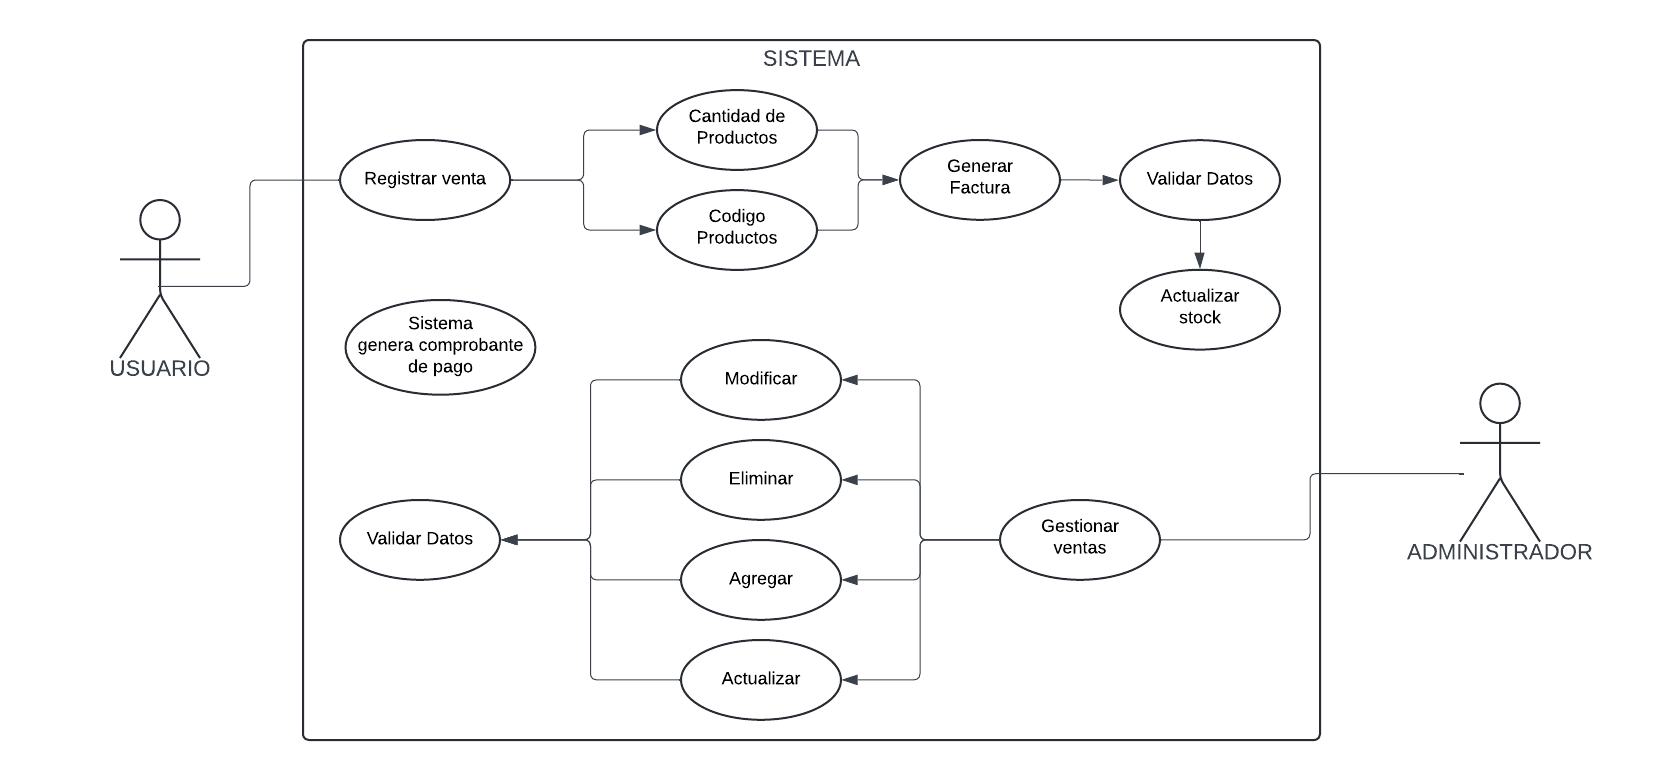 SISTEMA
Cantidad de
Productos
Registrar venta
Generar
Factura
Validar Datos
Codigo
Productos
Actualizar
stock
Sistema
genera comprobante
de pago
USUARIO
Modificar
Eliminar
Validar Datos
Gestionar
ventas
ADMINISTRADOR
Agregar
Actualizar